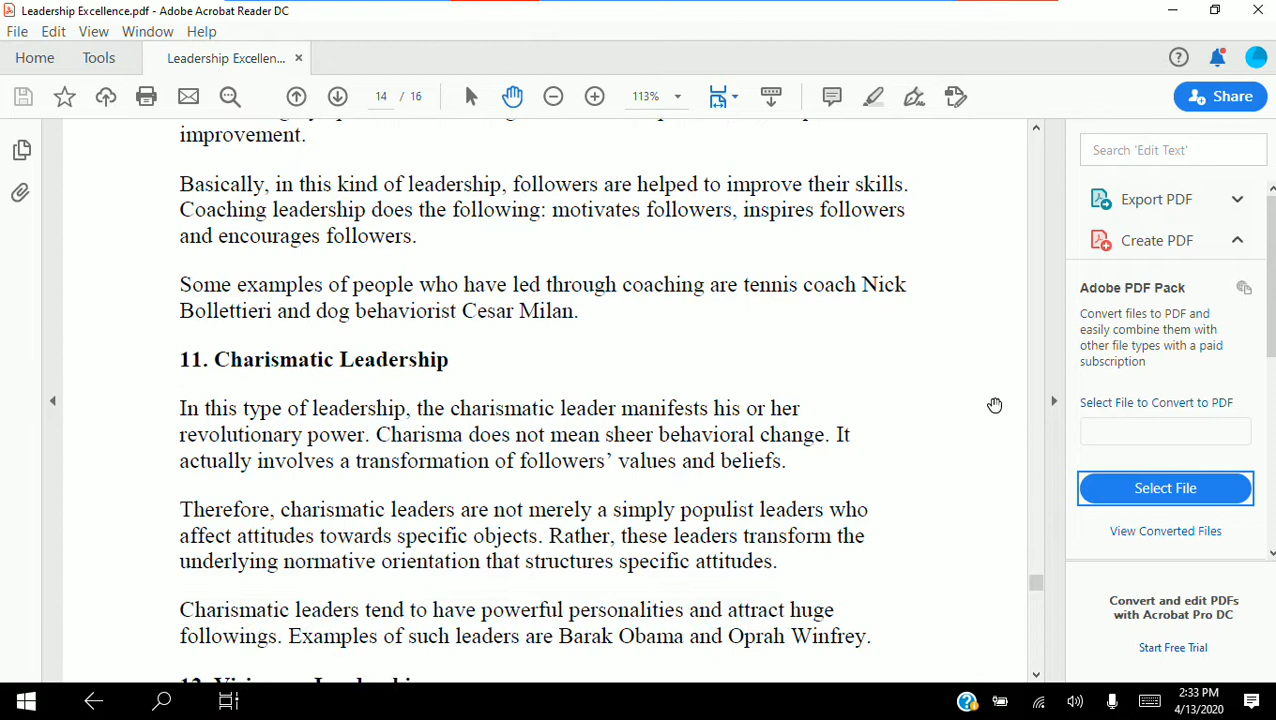 Leadership Excellence.pdf - Adobe Acrobat Reader DC
File Edit View Window Help
Home Tools Leadership Excellen... ×
14 / 16 113% Share
improvement.
Search 'Edit Text'
Basically, in this kind of leadership, followers are helped to improve their skills.
Coaching leadership does the following: motivates followers, inspires followers
and encourages followers.
Some examples of people who have led through coaching are tennis coach Nick
Bollettieri and dog behaviorist Cesar Milan.
11. Charismatic Leadership
In this type of leadership, the charismatic leader manifests his or her
revolutionary power. Charisma does not mean sheer behavioral change. It
actually involves a transformation of followers’ values and beliefs.
Therefore, charismatic leaders are not merely a simply populist leaders who
affect attitudes towards specific objects. Rather, these leaders transform the
underlying normative orientation that structures specific attitudes.
Charismatic leaders tend to have powerful personalities and attract huge
followings. Examples of such leaders are Barak Obama and Oprah Winfrey.
Export PDF
Create PDF
Adobe PDF Pack
Convert files to PDF and
easily combine them with
other file types with a paid
subscription
Select File to Convert to PDF
Select File
View Converted Files
Convert and edit PDFs
with Acrobat Pro DC
Start Free Trial
2:33 PM
4/13/2020